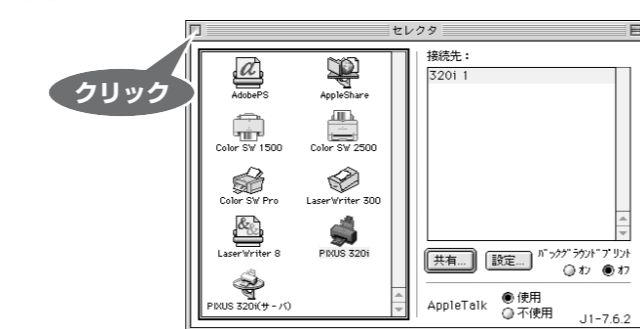 セレクタ
クリック
AdobePS
AppleShare
Color SW 1500
Color SW 2500
Color SW Pro
LaserWriter 300
LaserWriter 8
PIXUS 320i
PIXUS 320i(サーバ)
接続先：
320i 1
共有...
設定...
バックグラウンドプリント
オン
オフ
AppleTalk
使用
不使用
J1-7.6.2